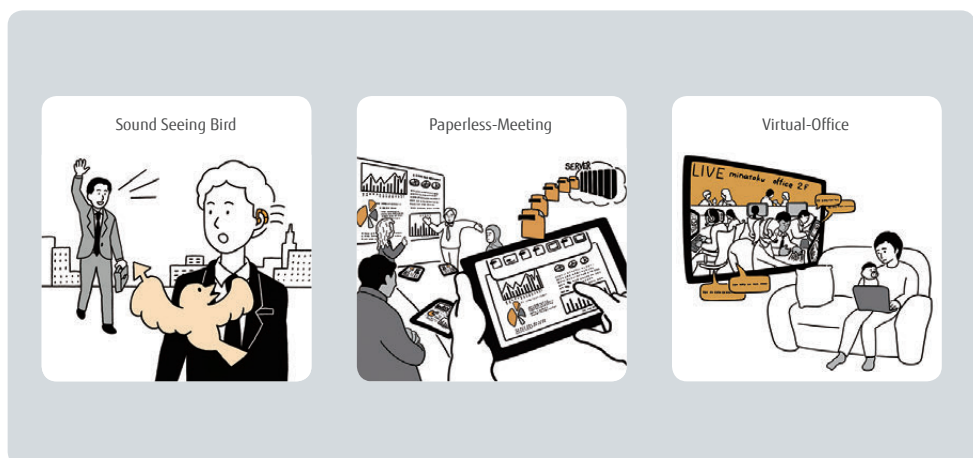 Sound Seeing Bird
Paperless-Meeting
Virtual-Office
SERVER
LIVE minatoku office 2F